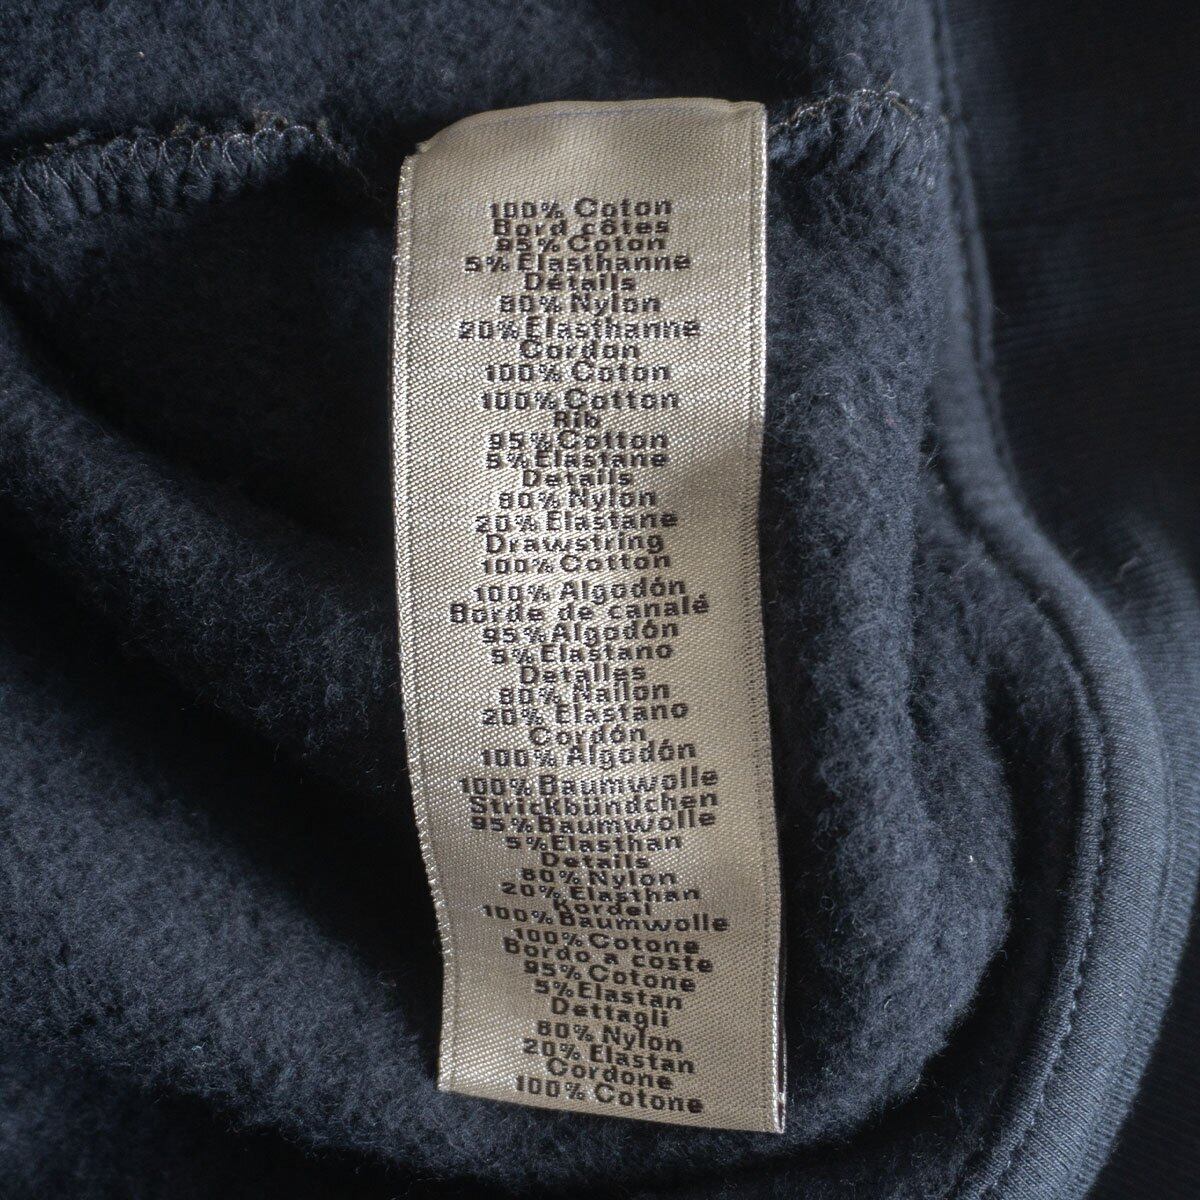 100% Coton
Bord côtes
95% Coton
5% Elasthanne
Détails
80% Nylon
20% Elasthanne
Cordon
100% Coton
100% Cotton
Rib
95% Cotton
5% Elastane
Details
80% Nylon
20% Elastane
Drawstring
100% Cotton
100% Algodón
Borde de canalé
95% Algodón
5% Elastano
Detalles
80% Nailon
20% Elastano
Cordón
100% Algodón
100% Baumwolle
Strickbündchen
95% Baumwolle
5% Elasthan
Details
80% Nylon
20% Elasthan
Kordel
100% Baumwolle
100% Cotone
Bordo a coste
95% Cotone
5% Elastan
Dettagli
80% Nylon
20% Elastan
Cordone
100% Cotone